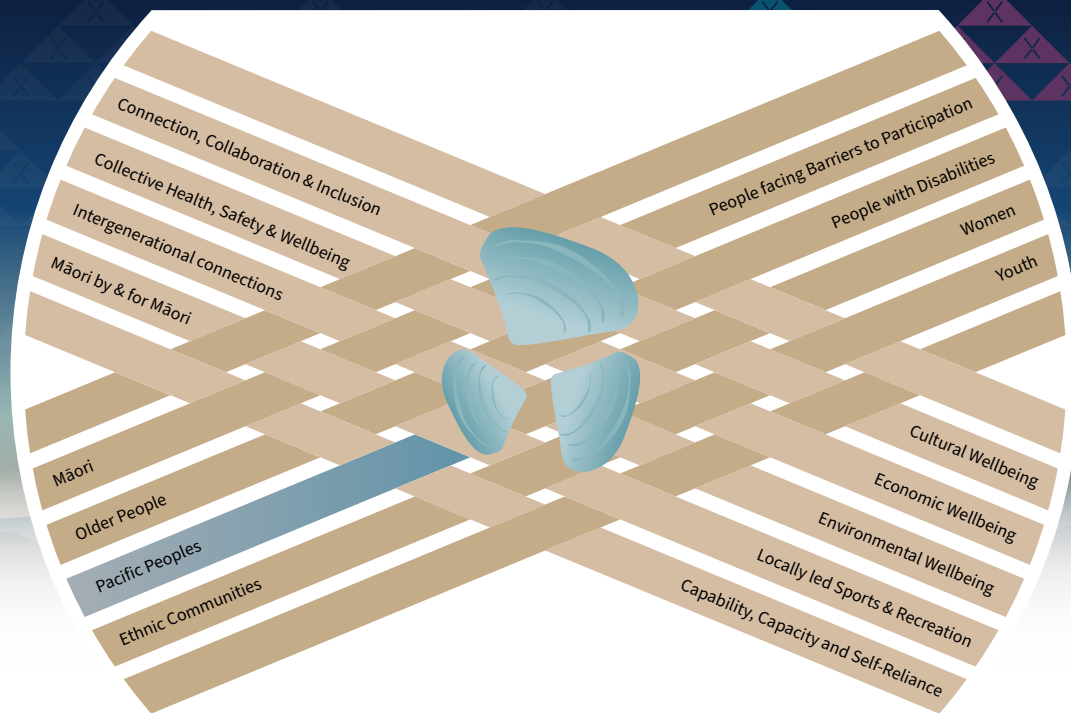 Connection, Collaboration & Inclusion
Collective Health, Safety & Wellbeing
Intergenerational connections
Māori by & for Māori
People facing Barriers to Participation
People with Disabilities
Women
Youth
Māori
Older People
Pacific Peoples
Ethnic Communities
Cultural Wellbeing
Economic Wellbeing
Environmental Wellbeing
Locally led Sports & Recreation
Capability, Capacity and Self-Reliance